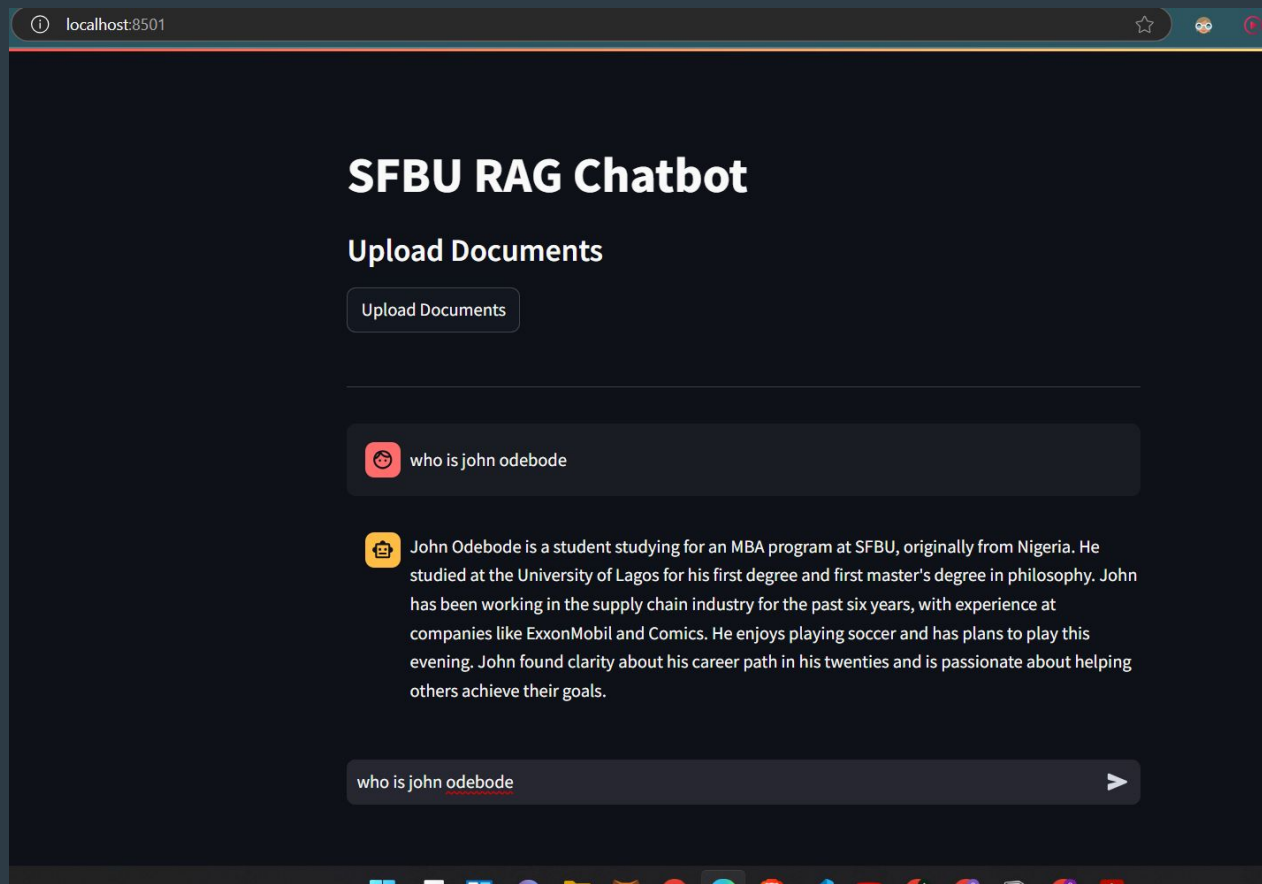 localhost:8501
SFBU RAG Chatbot
Upload Documents
Upload Documents
who is john odebode
John Odebode is a student studying for an MBA program at SFBU, originally from Nigeria. He
studied at the University of Lagos for his first degree and first master's degree in philosophy. John
has been working in the supply chain industry for the past six years, with experience at
companies like ExxonMobil and Comics. He enjoys playing soccer and has plans to play this
evening. John found clarity about his career path in his twenties and is passionate about helping
others achieve their goals.
who is john odebode